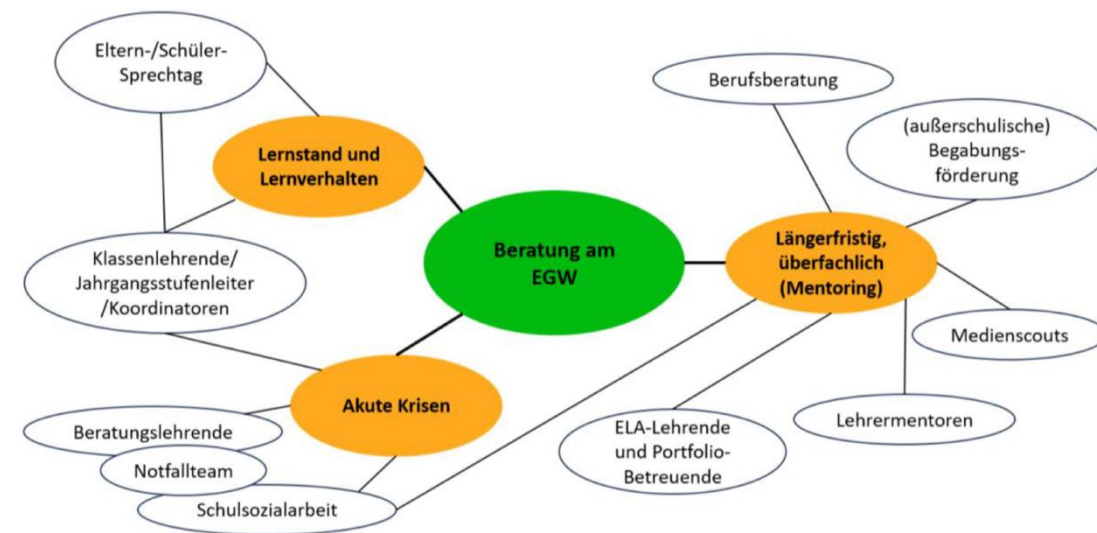 Eltern-/Schüler-
Sprechtag
Lernstand und
Lernverhalten
Klassenlehrende/
Jahrgangsstufenleiter
/Koordinatoren
Beratung am
EGW
Akute Krisen
Beratungslehrende
Notfallteam
Schulsozialarbeit
Berufsberatung
(außerschulische)
Begabungs-
förderung
Längerfristig,
überfachlich
(Mentoring)
Medienscouts
Lehrermentoren
ELA-Lehrende
und Portfolio-
Betreuende